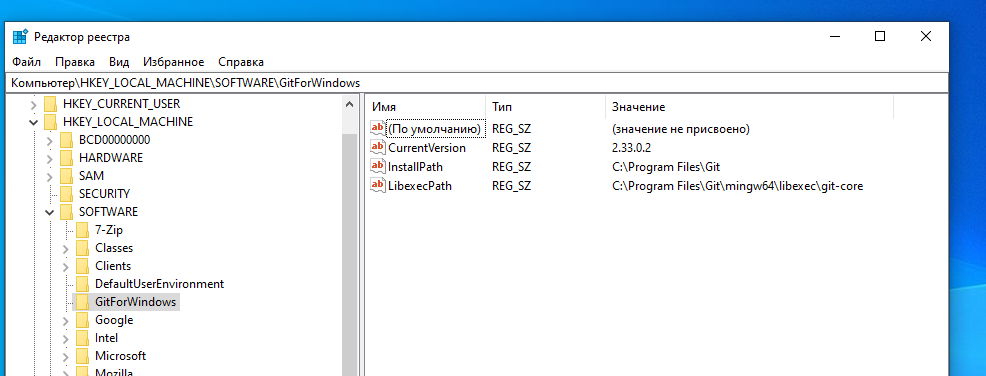 Редактор реестра
Файл Правка Вид Избранное Справка
Компьютер\HKEY_LOCAL_MACHINE\SOFTWARE\GitForWindows
HKEY_CURRENT_USER
HKEY_LOCAL_MACHINE
BCD00000000
HARDWARE
SAM
SECURITY
SOFTWARE
7-Zip
Classes
Clients
DefaultUserEnvironment
GitForWindows
Google
Intel
Microsoft
Mozilla
Имя Тип Значение
(По умолчанию) REG_SZ (значение не присвоено)
CurrentVersion REG_SZ 2.33.0.2
InstallPath REG_SZ C:\Program Files\Git
LibexecPath REG_SZ C:\Program Files\Git\mingw64\libexec\git-core